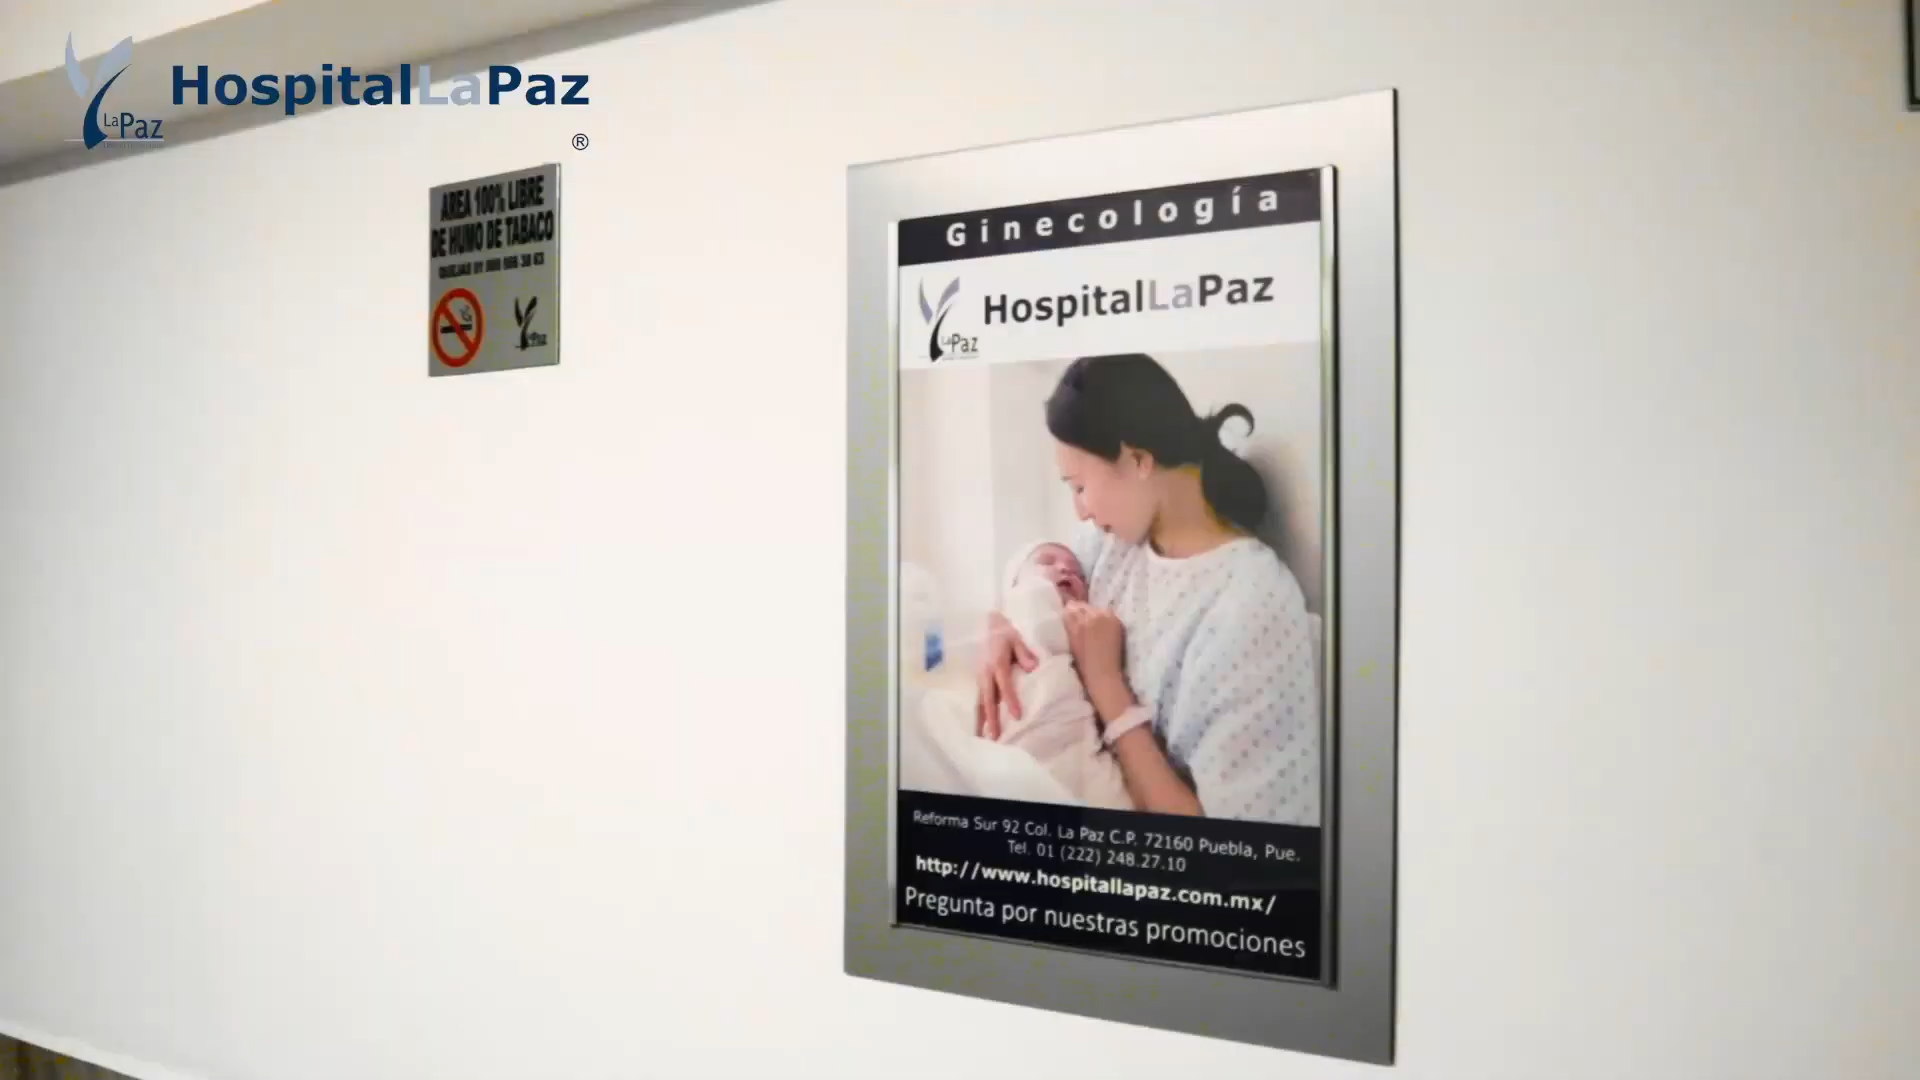 HospitalLaPaz
LaPaz
®
AREA 100% LIBRE
DE HUMO DE TABACO
LaPaz
Ginecología
HospitalLaPaz
LaPaz
Reforma Sur 92 Col. La Paz C.P. 72160 Puebla, Pue.
Tel. 01 (222) 248.27.10
http://www.hospitallapaz.com.mx/
Pregunta por nuestras promociones